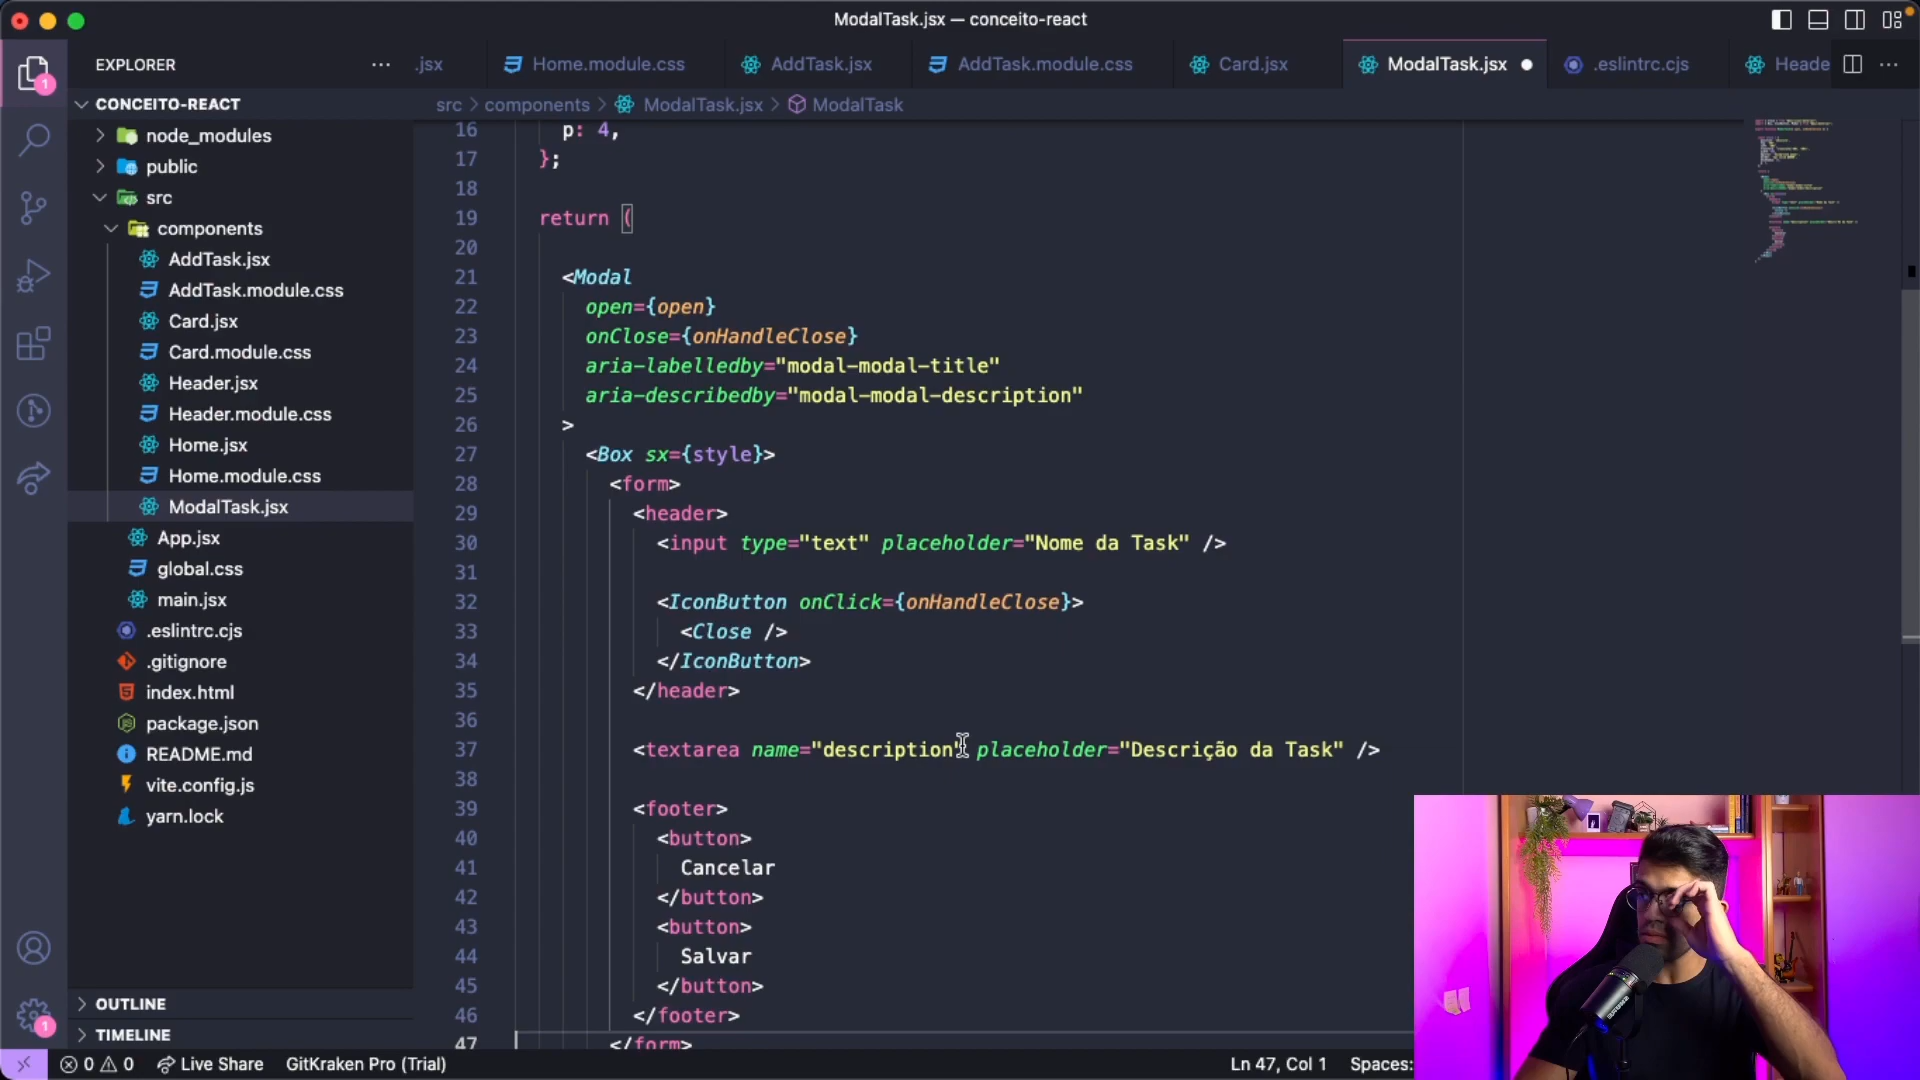 ModalTask.jsx — conceito-react
EXPLORER
.jsx
Home.module.css
AddTask.jsx
AddTask.module.css
Card.jsx
ModalTask.jsx
.eslintrc.cjs
Heade
CONCEITO-REACT
node_modules
public
src
components
AddTask.jsx
AddTask.module.css
Card.jsx
Card.module.css
Header.jsx
Header.module.css
Home.jsx
Home.module.css
ModalTask.jsx
App.jsx
global.css
main.jsx
.eslintrc.cjs
.gitignore
index.html
package.json
README.md
vite.config.js
yarn.lock
OUTLINE
TIMELINE
src > components > ModalTask.jsx > ModalTask
16 p: 4,
17 };
18
19 return (
20
21 <Modal
22 open={open}
23 onClose={onHandleClose}
24 aria-labelledby="modal-modal-title"
25 aria-describedby="modal-modal-description"
26 >
27 <Box sx={style}>
28 <form>
29 <header>
30 <input type="text" placeholder="Nome da Task" />
31
32 <IconButton onClick={onHandleClose}>
33 <Close />
34 </IconButton>
35 </header>
36
37 <textarea name="description" placeholder="Descrição da Task" />
38
39 <footer>
40 <button>
41 Cancelar
42 </button>
43 <button>
44 Salvar
45 </button>
46 </footer>
47 </form>
1
1
0 0
Live Share
GitKraken Pro (Trial)
Ln 47, Col 1
Spaces: